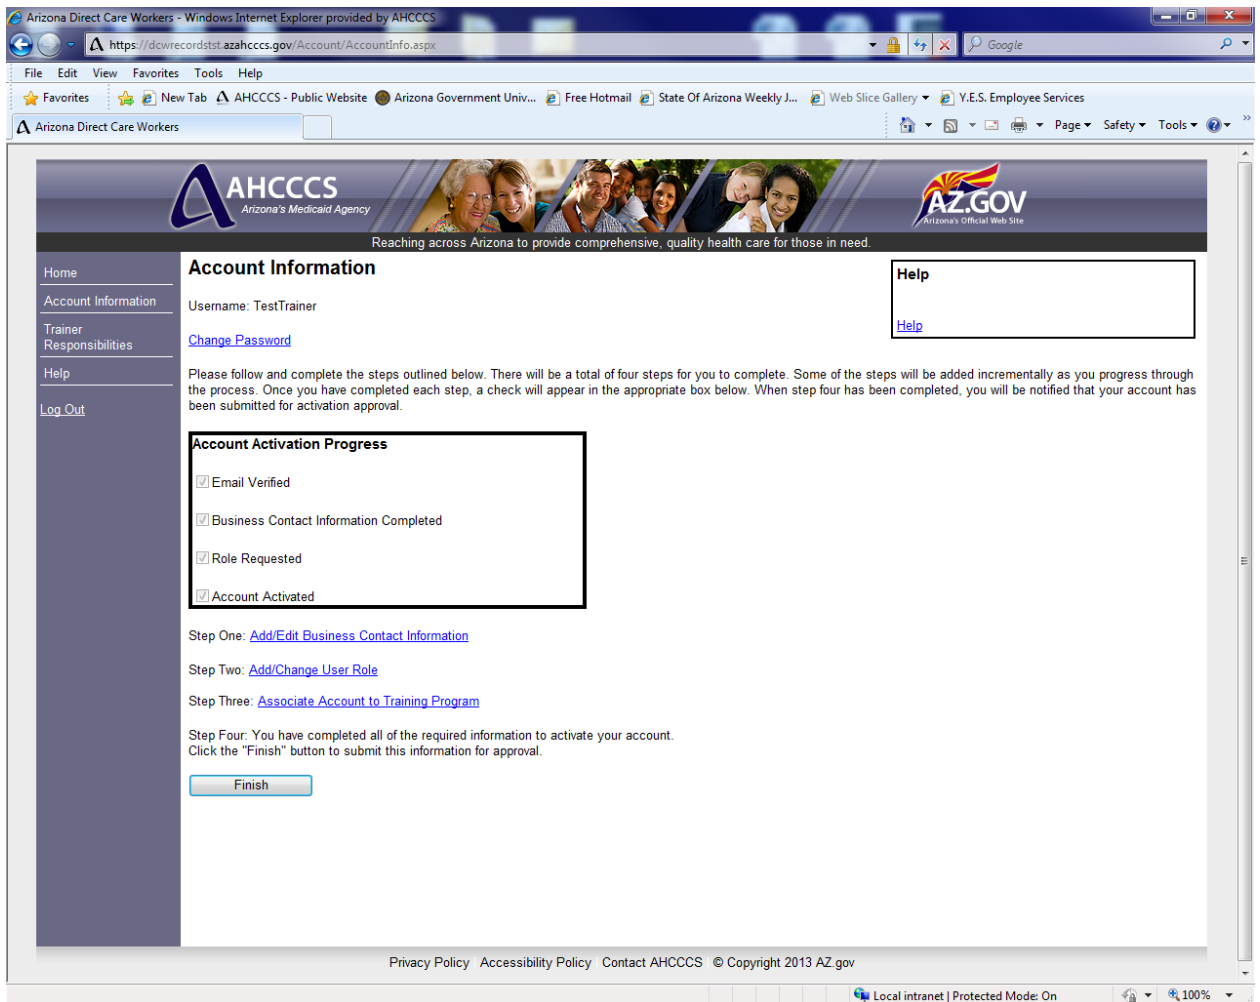 Arizona Direct Care Workers - Windows Internet Explorer provided by AHCCCS
https://dcwrecordstst.azahcccs.gov/Account/AccountInfo.aspx
Google
File Edit View Favorites Tools Help
Favorites New Tab AHCCCS - Public Website Arizona Government Univ... Free Hotmail State Of Arizona Weekly J... Web Slice Gallery Y.E.S. Employee Services
Arizona Direct Care Workers
Page Safety Tools
AHCCCS
Arizona's Medicaid Agency
AZ.GOV
Arizona's Official Web Site
Reaching across Arizona to provide comprehensive, quality health care for those in need.
Home
Account Information
Trainer
Responsibilities
Help
Log Out
Account Information
Username: TestTrainer
Change Password
Help
Help
Please follow and complete the steps outlined below. There will be a total of four steps for you to complete. Some of the steps will be added incrementally as you progress through
the process. Once you have completed each step, a check will appear in the appropriate box below. When step four has been completed, you will be notified that your account has
been submitted for activation approval.
Account Activation Progress
Email Verified
Business Contact Information Completed
Role Requested
Account Activated
Step One: Add/Edit Business Contact Information
Step Two: Add/Change User Role
Step Three: Associate Account to Training Program
Step Four: You have completed all of the required information to activate your account.
Click the "Finish" button to submit this information for approval.
Finish
Privacy Policy Accessibility Policy Contact AHCCCS © Copyright 2013 AZ.gov
Local intranet | Protected Mode: On 100%